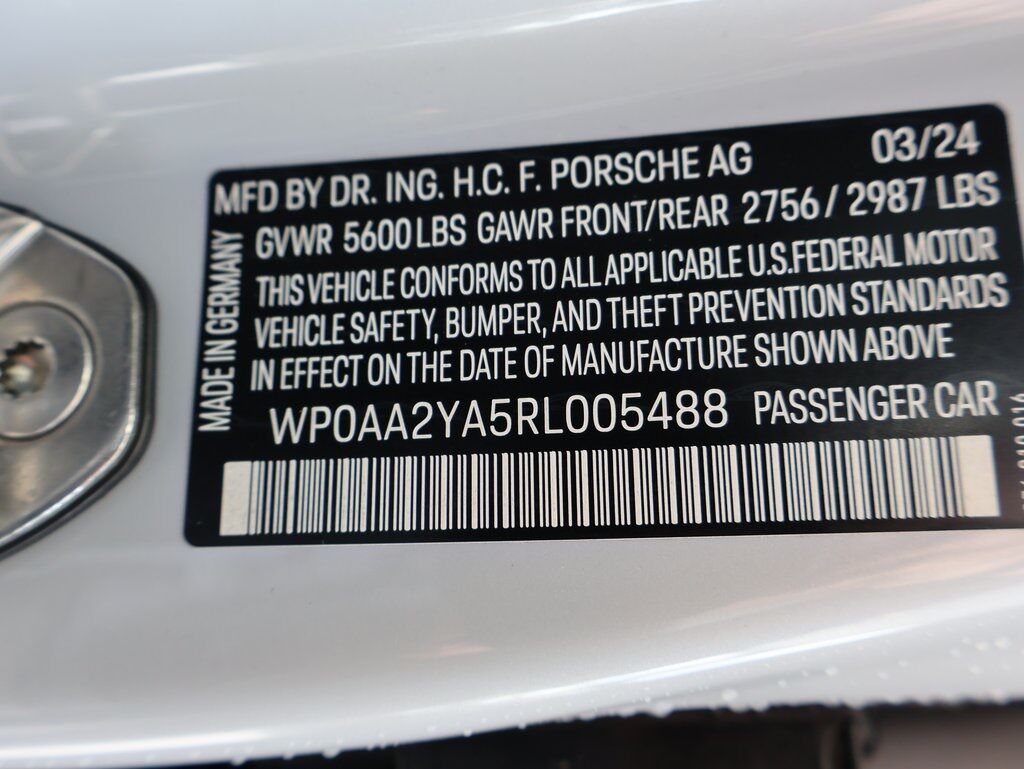 MFD BY DR. ING. H.C. F. PORSCHE AG 03/24
GVWR 5600 LBS GAWR FRONT/REAR 2756 / 2987 LBS
THIS VEHICLE CONFORMS TO ALL APPLICABLE U.S.FEDERAL MOTOR
VEHICLE SAFETY, BUMPER, AND THEFT PREVENTION STANDARDS
IN EFFECT ON THE DATE OF MANUFACTURE SHOWN ABOVE
WP0AA2YA5RL005488 PASSENGER CAR
MADE IN GERMANY